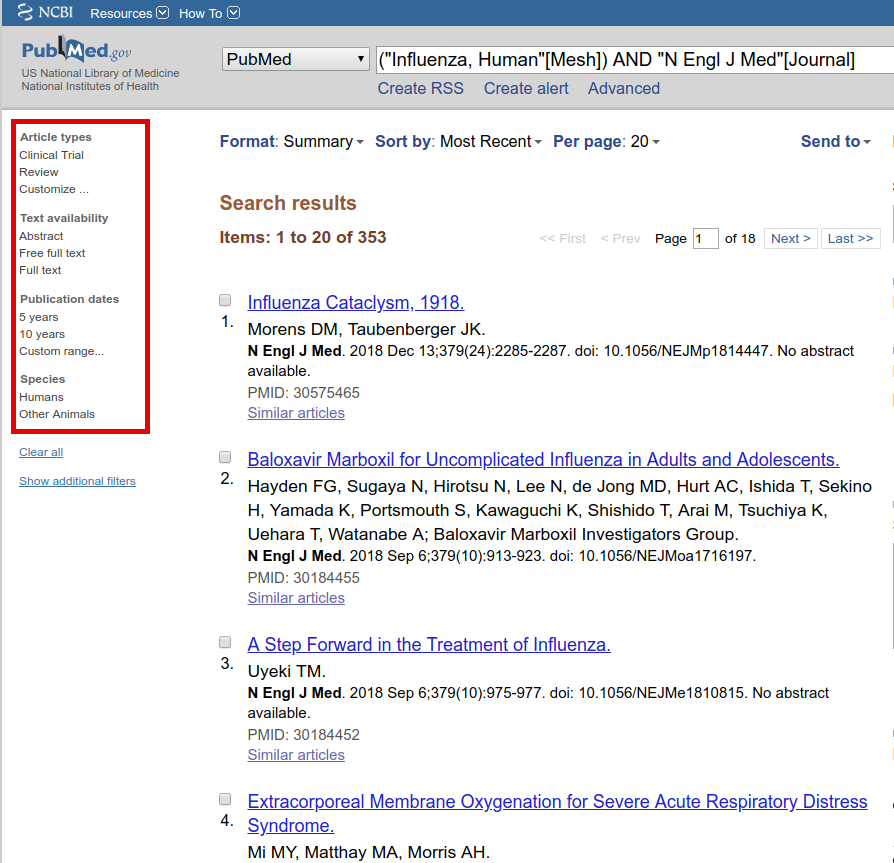 NCBI Resources How To
PubMed.gov
US National Library of Medicine
National Institutes of Health
PubMed
("Influenza, Human"[Mesh]) AND "N Engl J Med"[Journal]
Create RSS Create alert Advanced
Article types
Clinical Trial
Review
Customize ...
Text availability
Abstract
Free full text
Full text
Publication dates
5 years
10 years
Custom range...
Species
Humans
Other Animals
Clear all
Show additional filters
Format: Summary Sort by: Most Recent Per page: 20 Send to
Search results
Items: 1 to 20 of 353
<< First < Prev Page 1 of 18 Next > Last >>
Influenza Cataclysm, 1918.
1.
Morens DM, Taubenberger JK.
N Engl J Med. 2018 Dec 13;379(24):2285-2287. doi: 10.1056/NEJMp1814447. No abstract
available.
PMID: 30575465
Similar articles
Baloxavir Marboxil for Uncomplicated Influenza in Adults and Adolescents.
2.
Hayden FG, Sugaya N, Hirotsu N, Lee N, de Jong MD, Hurt AC, Ishida T, Sekino
H, Yamada K, Portsmouth S, Kawaguchi K, Shishido T, Arai M, Tsuchiya K,
Uehara T, Watanabe A; Baloxavir Marboxil Investigators Group.
N Engl J Med. 2018 Sep 6;379(10):913-923. doi: 10.1056/NEJMoa1716197.
PMID: 30184455
Similar articles
A Step Forward in the Treatment of Influenza.
3.
Uyeki TM.
N Engl J Med. 2018 Sep 6;379(10):975-977. doi: 10.1056/NEJMe1810815. No abstract
available.
PMID: 30184452
Similar articles
Extracorporeal Membrane Oxygenation for Severe Acute Respiratory Distress
4.
Syndrome.
Mi MY, Matthay MA, Morris AH.